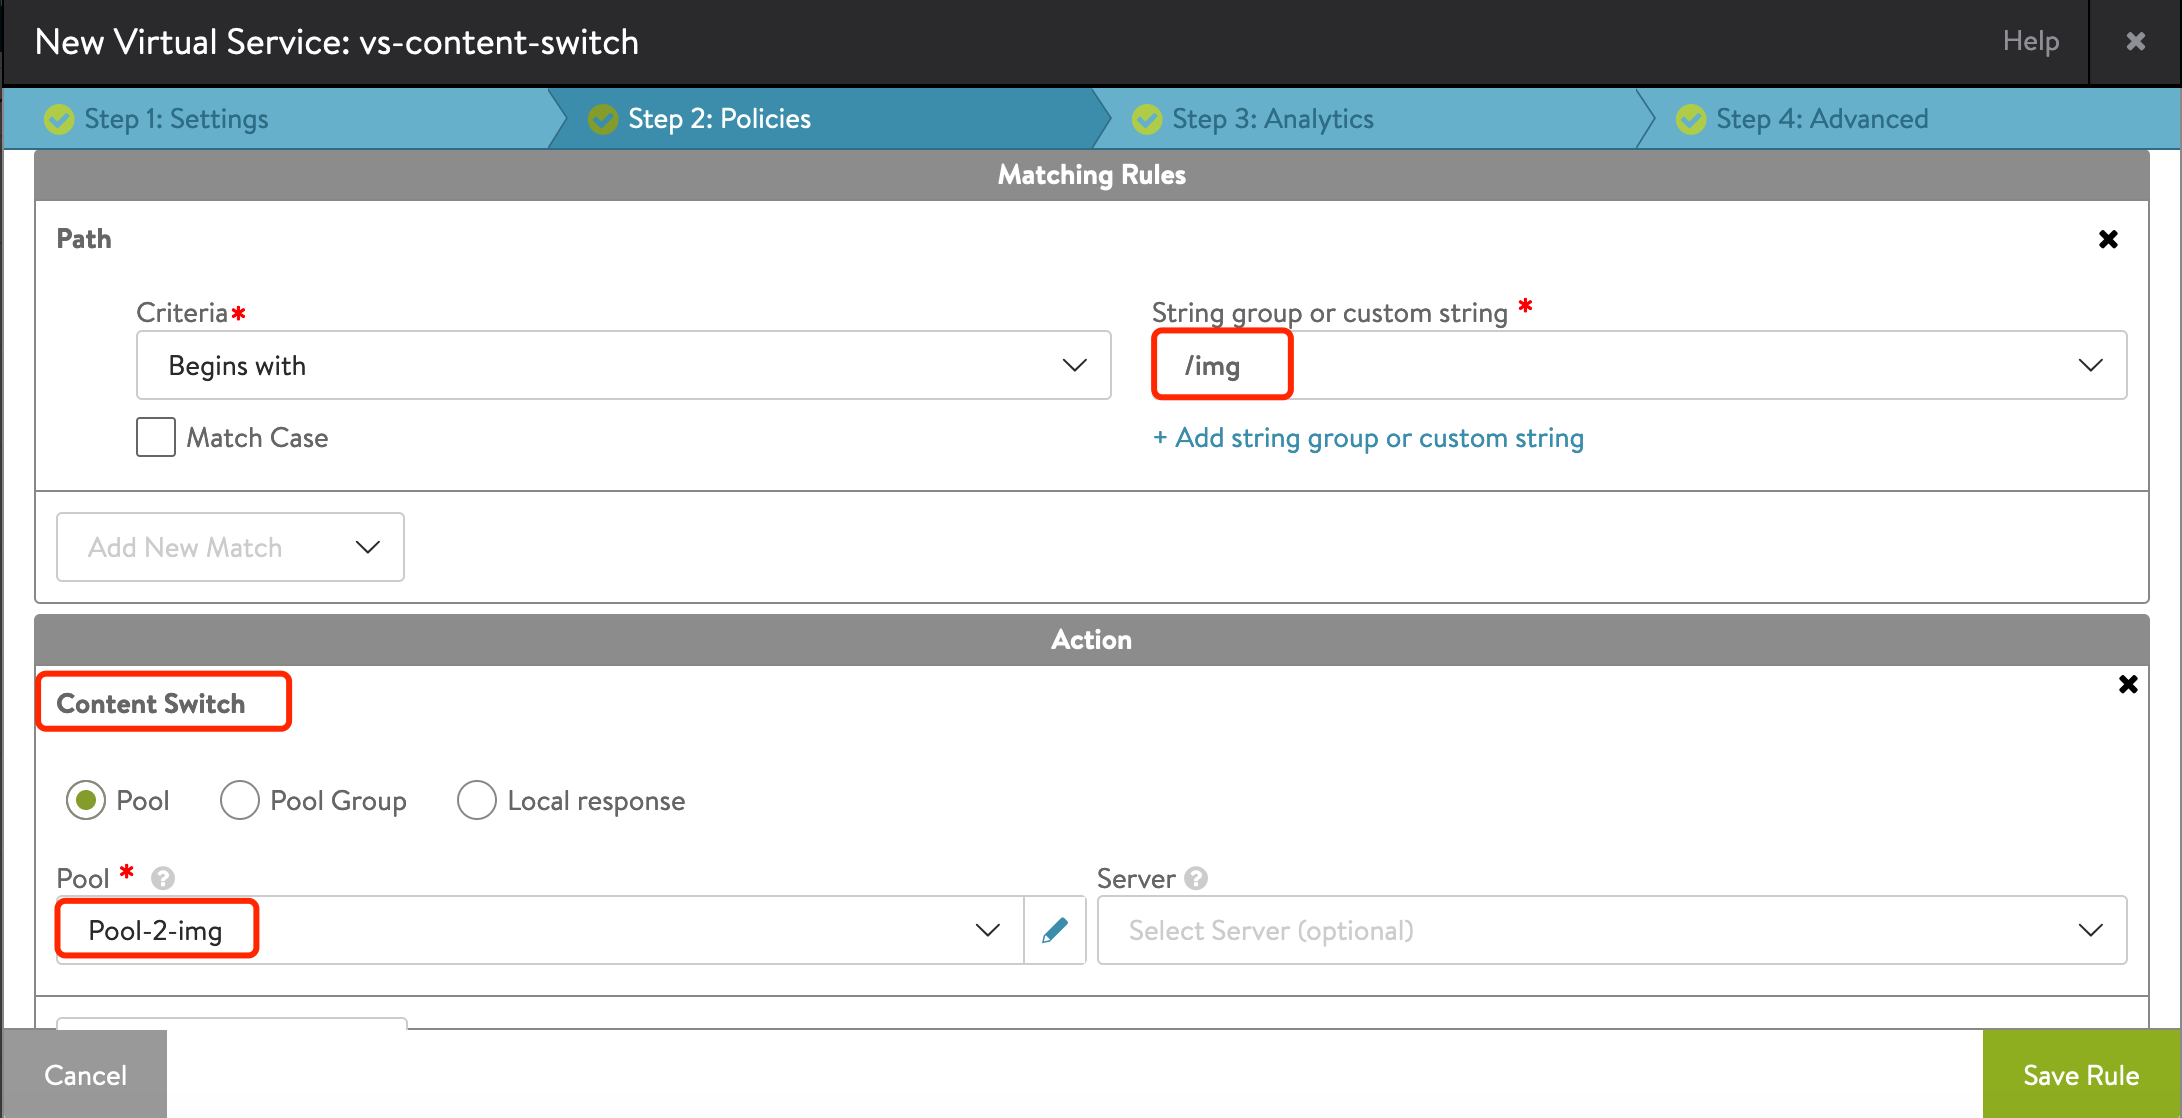 New Virtual Service: vs-content-switch Help
Step 1: Settings Step 2: Policies Step 3: Analytics Step 4: Advanced
Matching Rules
Path
Criteria* String group or custom string *
Begins with /img
Match Case + Add string group or custom string
Add New Match
Action
Content Switch
Pool Pool Group Local response
Pool * ? Server ?
Pool-2-img Select Server (optional)
Cancel Save Rule